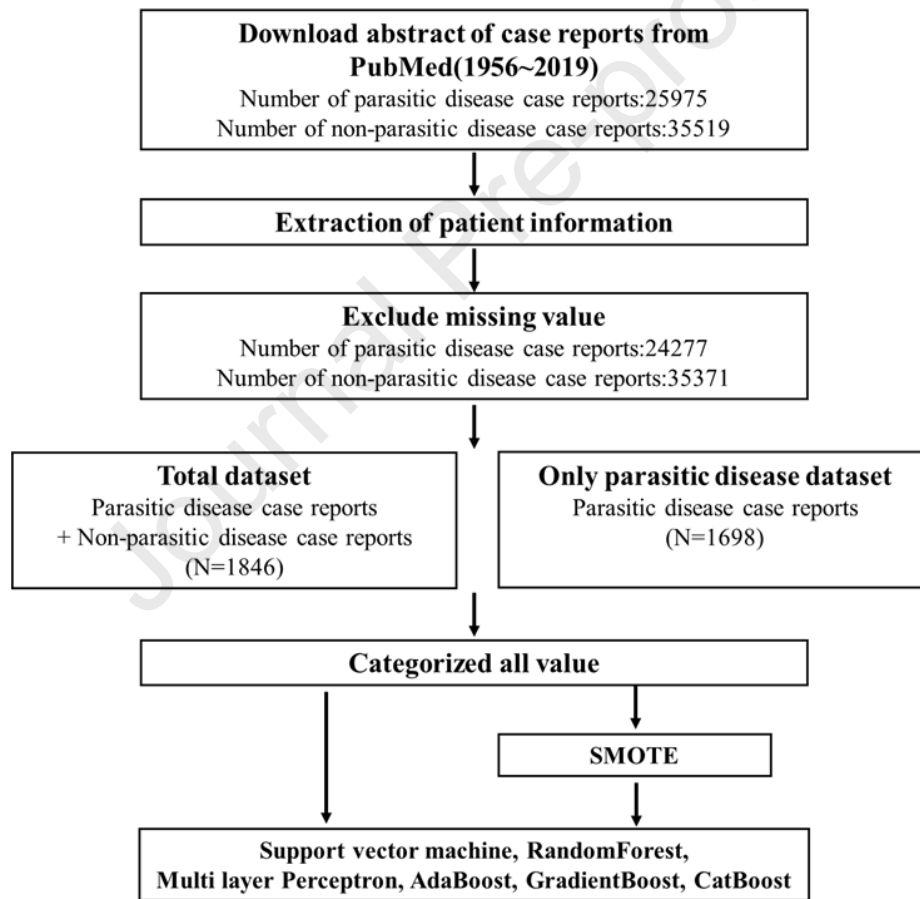 Download abstract of case reports from
PubMed(1956~2019)
Number of parasitic disease case reports:25975
Number of non-parasitic disease case reports:35519
Extraction of patient information
Exclude missing value
Number of parasitic disease case reports:24277
Number of non-parasitic disease case reports:35371
Total dataset
Parasitic disease case reports
+ Non-parasitic disease case reports
(N=1846)
Only parasitic disease dataset
Parasitic disease case reports
(N=1698)
Categorized all value
SMOTE
Support vector machine, RandomForest,
Multi layer Perceptron, AdaBoost, GradientBoost, CatBoost
Journal Pre-proo